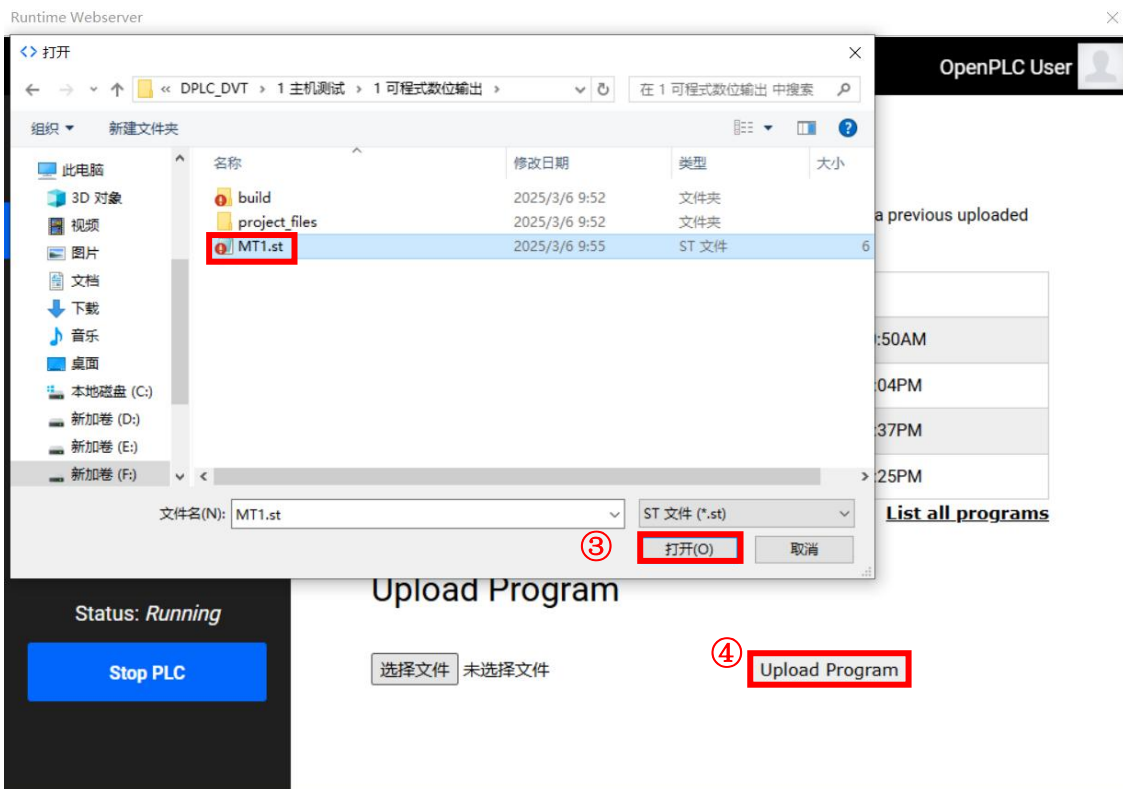 Runtime Webserver
打开
OpenPLC User
« DPLC_DVT › 1 主机测试 › 1 可程式数位输出 ›
在 1 可程式数位输出 中搜索
组织
新建文件夹
名称
修改日期
类型
大小
此电脑
3D 对象
视频
图片
文档
下载
音乐
桌面
本地磁盘 (C:)
新加卷 (D:)
新加卷 (E:)
新加卷 (F:)
build 2025/3/6 9:52 文件夹
project_files 2025/3/6 9:52 文件夹
MT1.st 2025/3/6 9:55 ST 文件 6
a previous uploaded
:50AM
:04PM
:37PM
:25PM
List all programs
文件名(N): MT1.st
ST 文件 (*.st)
③
打开(O)
取消
Upload Program
Status: Running
Stop PLC
选择文件 未选择文件
④
Upload Program